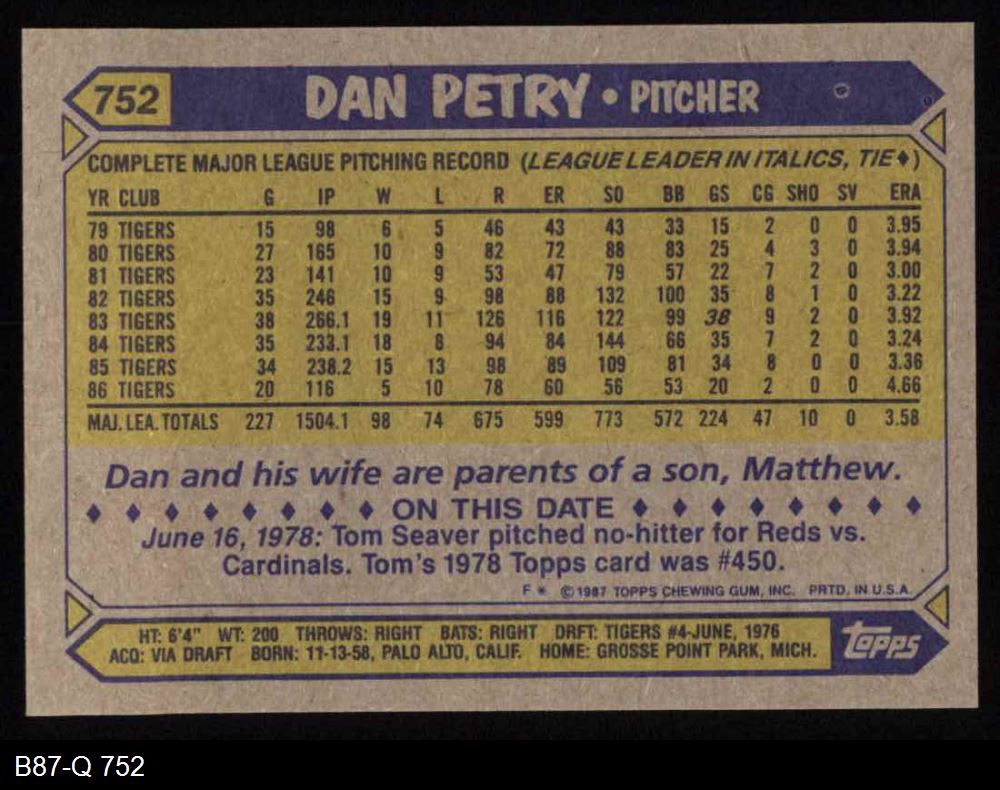 752 DAN PETRY • PITCHER
COMPLETE MAJOR LEAGUE PITCHING RECORD (LEAGUE LEADER IN ITALICS, TIE♦)
YR CLUB G IP W L R ER SO BB GS CG SHO SV ERA
79 TIGERS 15 98 6 5 46 43 43 33 15 2 0 0 3.95
80 TIGERS 27 165 10 9 82 72 88 83 25 4 3 0 3.94
81 TIGERS 23 141 10 9 53 47 79 57 22 7 2 0 3.00
82 TIGERS 35 246 15 9 98 88 132 100 35 8 1 0 3.22
83 TIGERS 38 266.1 19 11 126 116 122 99 38 9 2 0 3.92
84 TIGERS 35 233.1 18 8 94 84 144 66 35 7 2 0 3.24
85 TIGERS 34 238.2 15 13 98 89 109 81 34 8 0 0 3.36
86 TIGERS 20 116 5 10 78 60 56 53 20 2 0 0 4.66
MAJ. LEA. TOTALS 227 1504.1 98 74 675 599 773 572 224 47 10 0 3.58
Dan and his wife are parents of a son, Matthew.
♦ ♦ ♦ ♦ ♦ ♦ ♦ ♦ ON THIS DATE ♦ ♦ ♦ ♦ ♦ ♦ ♦ ♦
June 16, 1978: Tom Seaver pitched no-hitter for Reds vs.
Cardinals. Tom's 1978 Topps card was #450.
F * ©1987 TOPPS CHEWING GUM, INC. PRTD. IN U.S.A.
HT: 6'4" WT: 200 THROWS: RIGHT BATS: RIGHT DRFT: TIGERS #4-JUNE, 1976
ACQ: VIA DRAFT BORN: 11-13-58, PALO ALTO, CALIF. HOME: GROSSE POINT PARK, MICH.
topps
B87-Q 752